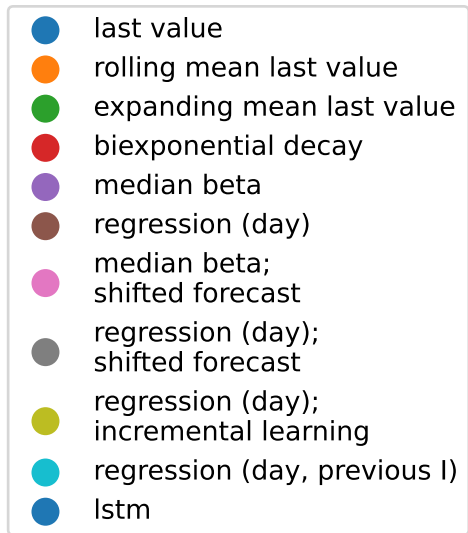 last value
rolling mean last value
expanding mean last value
biexponential decay
median beta
regression (day)
median beta;
shifted forecast
regression (day);
shifted forecast
regression (day);
incremental learning
regression (day, previous I)
lstm